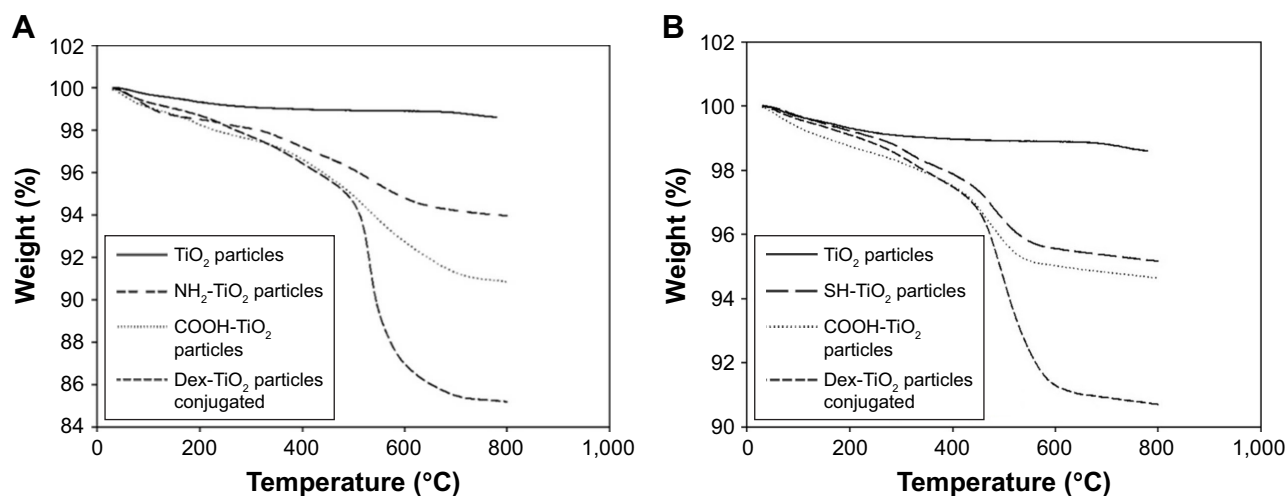 A
102
100
98
96
94
91
90
88
86
84
Weight (%)
TiO₂ particles
NH₂-TiO₂ particles
COOH-TiO₂
particles
Dex-TiO₂ particles
conjugated
0 200 400 600 800 1,000
Temperature (°C)
B
102
100
98
96
94
91
90
Weight (%)
TiO₂ particles
SH-TiO₂ particles
COOH-TiO₂
particles
Dex-TiO₂ particles
conjugated
0 200 400 600 800 1,000
Temperature (°C)